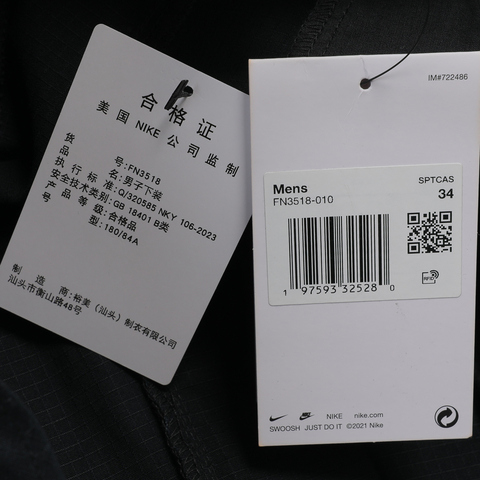 合格证
美国 NIKE 公司监制
货号:FN3518
品名:男子下装
执行标准:Q/320585 NKY 106-2023
安全技术类别:GB 18401 B类
产品等级:合格品
号型:180/84A
制造商:裕美(汕头)制衣有限公司
汕头市衡山路48号
IM#722486
SPTCAS
Mens 34
FN3518-010
1 97593 32528 0
RFID
NIKE nike.com
SWOOSH JUST DO IT ©2021 Nike